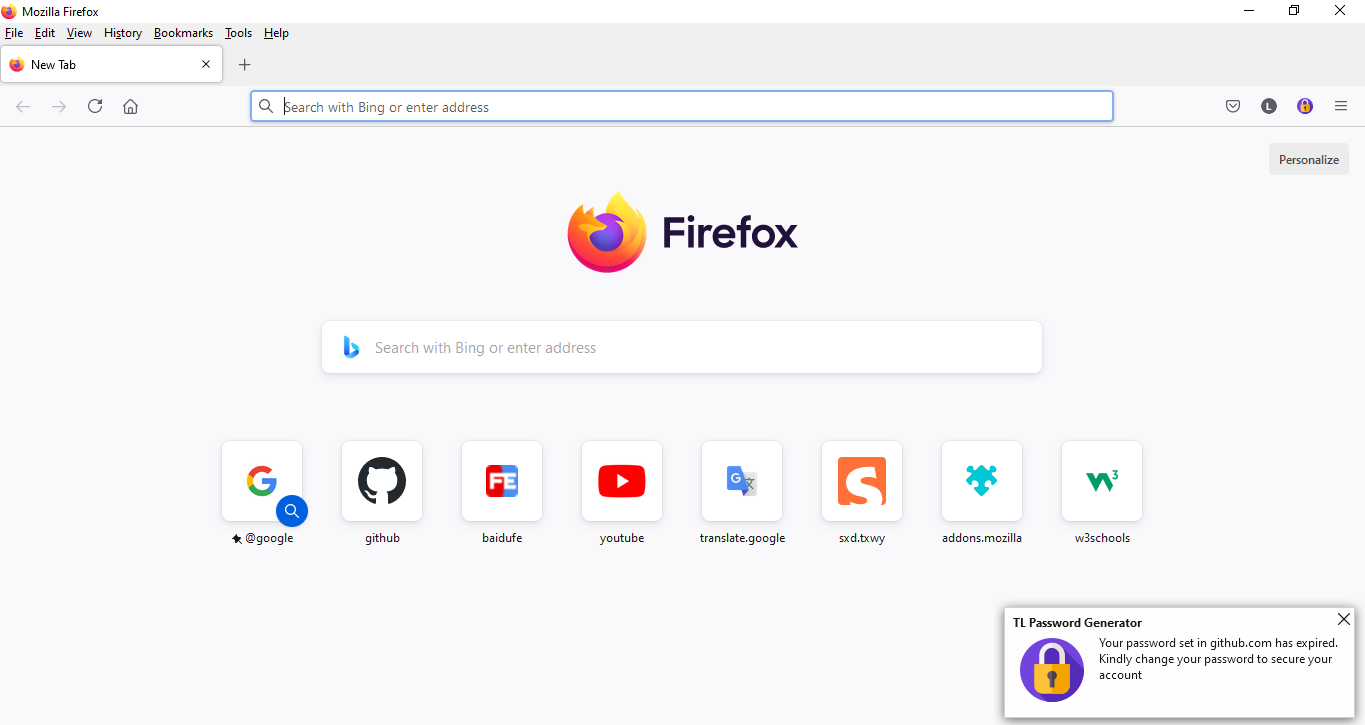 Mozilla Firefox
File Edit View History Bookmarks Tools Help
New Tab
Search with Bing or enter address
L
Personalize
Firefox
Search with Bing or enter address
FE
G 文
3
@google github baidufe youtube translate.google sxd.txwy addons.mozilla w3schools
TL Password Generator
Your password set in github.com has expired.
Kindly change your password to secure your
account